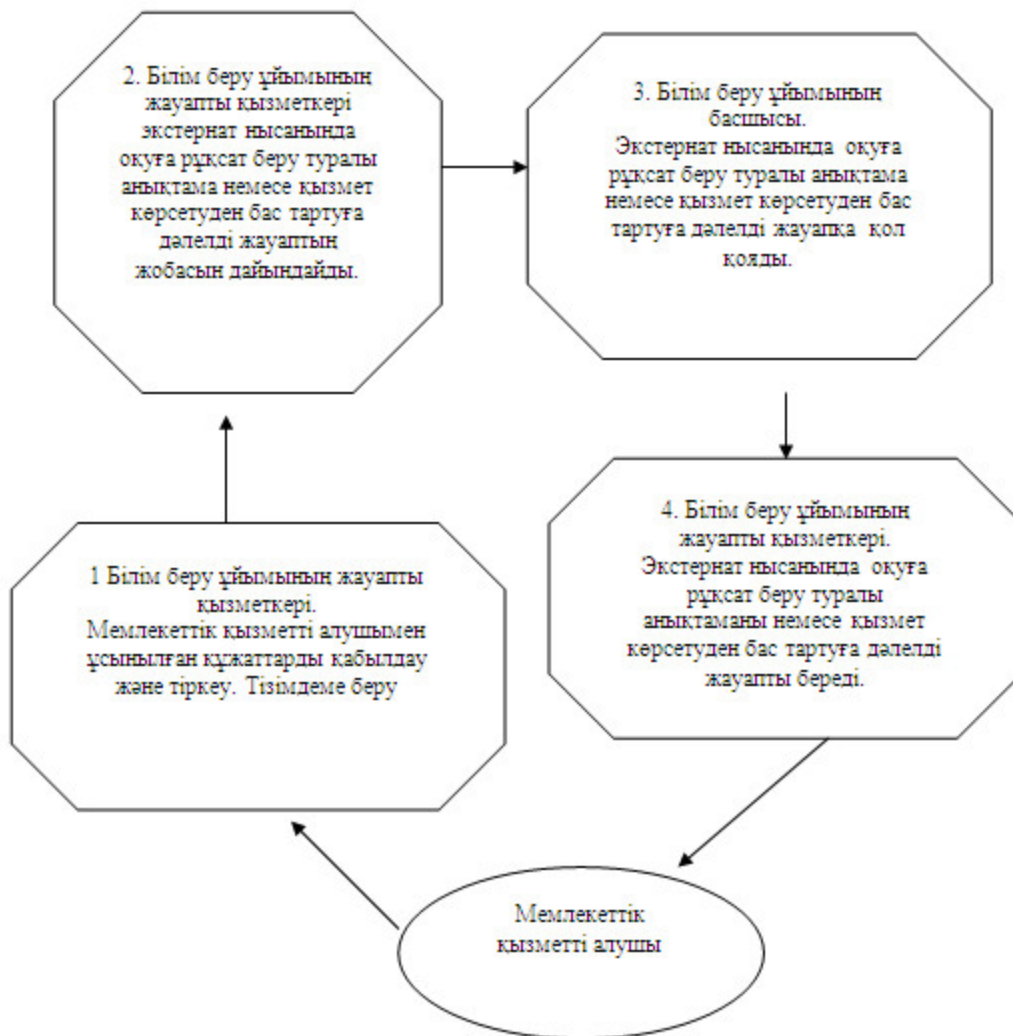 2. Білім беру ұйымының
жауапты қызметкері
экстернат нысанында
оқуға рұқсат беру туралы
анықтама немесе қызмет
көрсетуден бас тартуға
дәлелді жауаптын
жобасын дайындайды.
3. Білім беру ұйымының
басшысы.
Экстернат нысанында оқуға
рұқсат беру туралы анықтама
немесе қызмет көрсетуден бас
тартуға дәлелді жауапқа қол
қояды.
1 Білім беру ұйымының жауапты
қызметкері.
Мемлекеттік қызметті алушымен
ұсынылған құжаттарды қабылдау
және тіркеу. Тізімдеме беру
4. Білім беру ұйымының
жауапты қызметкері.
Экстернат нысанында оқуға
рұқсат беру туралы
анықтаманы немесе қызмет
көрсетуден бас тартуға дәлелді
жауапты береді.
Мемлекеттік
қызметті алушы